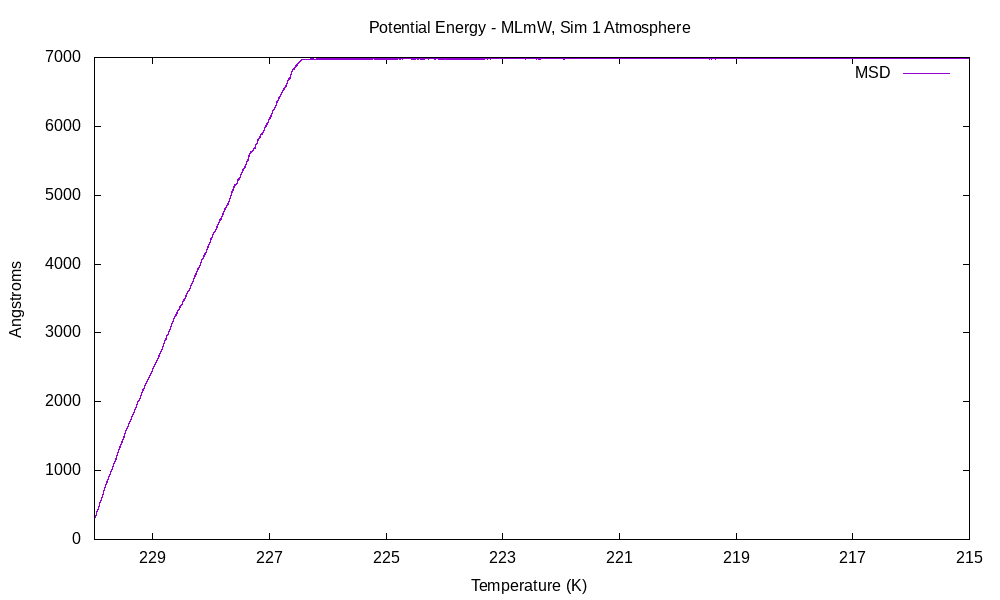 Potential Energy - MLmW, Sim 1 Atmosphere
7000
MSD
6000
5000
4000
Angstroms
3000
2000
1000
0
229 227 225 223 221 219 217 215
Temperature (K)